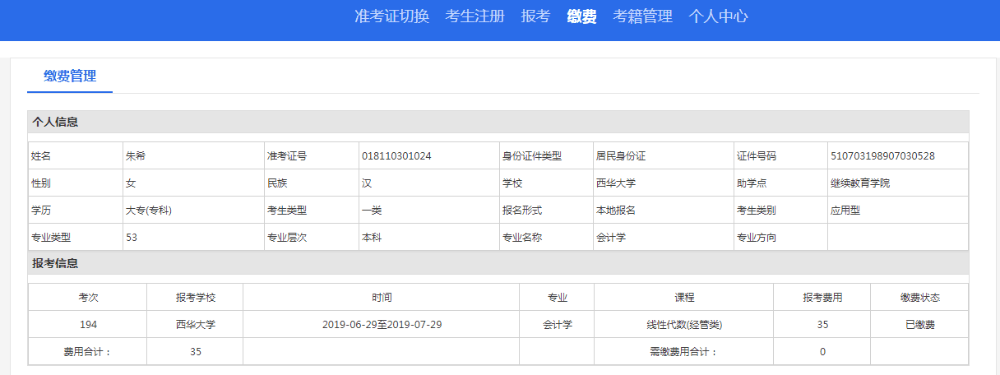 准考证切换 考生注册 报考 缴费 考籍管理 个人中心
缴费管理
个人信息
姓名 朱希 准考证号 018110301024 身份证件类型 居民身份证 证件号码 510703198907030528
性别 女 民族 汉 学校 西华大学 助学点 继续教育学院
学历 大专(专科) 考生类型 一类 报名形式 本地报名 考生类别 应用型
专业类型 53 专业层次 本科 专业名称 会计学 专业方向
报考信息
考次 报考学校 时间 专业 课程 报考费用 缴费状态
194 西华大学 2019-06-29至2019-07-29 会计学 线性代数(经管类) 35 已缴费
费用合计： 35 需缴费用合计： 0